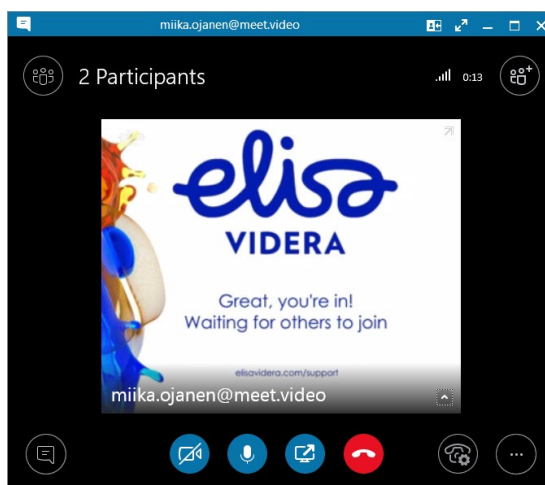 miika.ojanen@meet.video
2 Participants
0:13
elisa
VIDERA
Great, you're in!
Waiting for others to join
elisavidera.com/support
miika.ojanen@meet.video